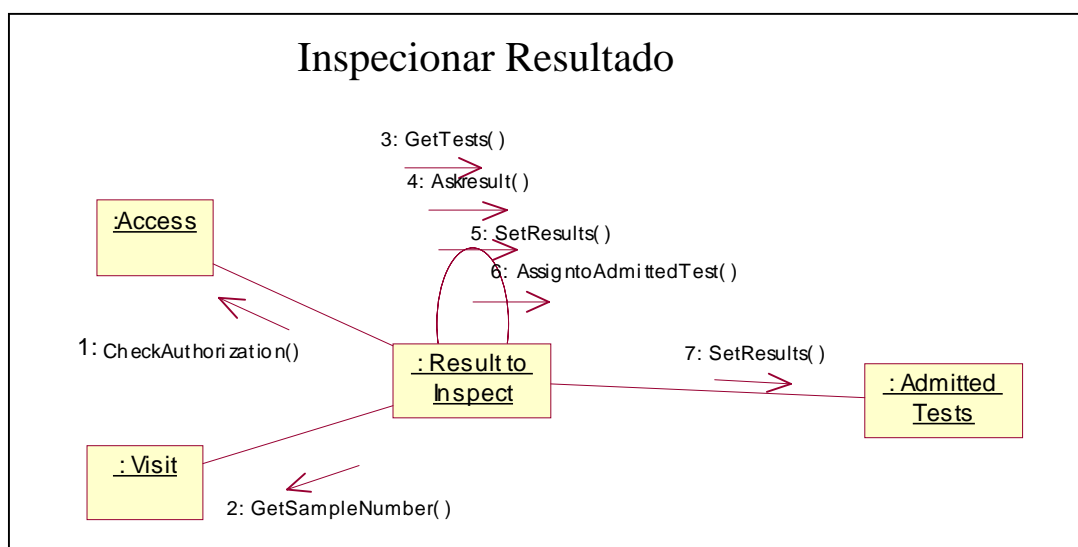 Inspecionar Resultado
3: GetTests( )
4: Askresult( )
5: SetResults( )
6: AssigntoAdmittedTest( )
:Access
1: CheckAuthorization()
: Result to
Inspect
7: SetResults( )
: Admitted
Tests
: Visit
2: GetSampleNumber( )